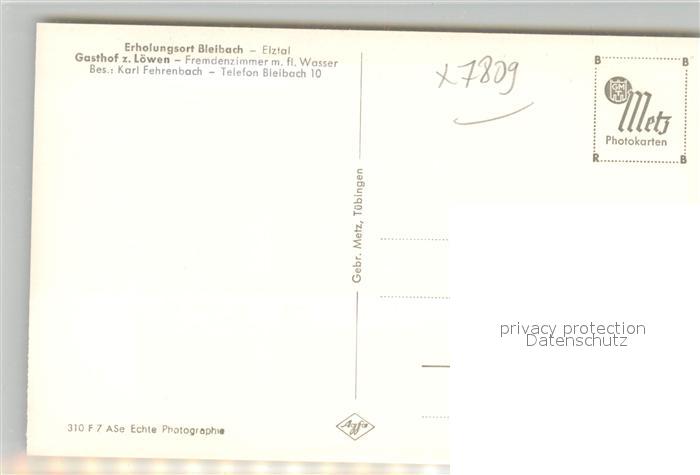 Erholungsort Bleibach – Elztal
Gasthof z. Löwen – Fremdenzimmer m. fl. Wasser
Bes.: Karl Fehrenbach – Telefon Bleibach 10
x7809
B B
Metz
Photokarten
R B
Gebr. Metz, Tübingen
privacy protection
Datenschutz
310 F 7 ASe Echte Photographie
Agfa